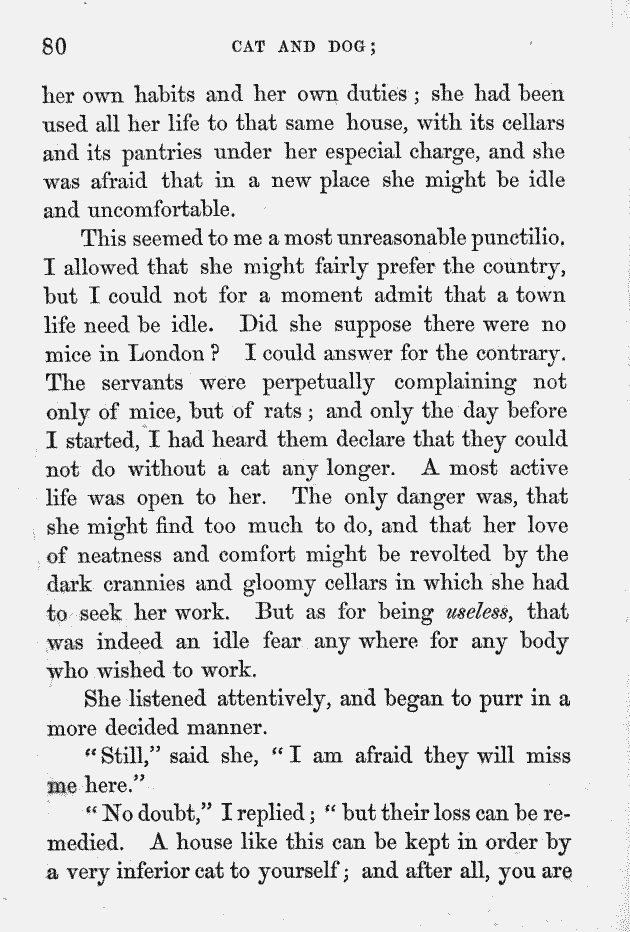 80 CAT AND DOG;
her own habits and her own duties; she had been
used all her life to that same house, with its cellars
and its pantries under her especial charge, and she
was afraid that in a new place she might be idle
and uncomfortable.
This seemed to me a most unreasonable punctilio.
I allowed that she might fairly prefer the country,
but I could not for a moment admit that a town
life need be idle. Did she suppose there were no
mice in London? I could answer for the contrary.
The servants were perpetually complaining not
only of mice, but of rats; and only the day before
I started, I had heard them declare that they could
not do without a cat any longer. A most active
life was open to her. The only danger was, that
she might find too much to do, and that her love
of neatness and comfort might be revolted by the
dark crannies and gloomy cellars in which she had
to seek her work. But as for being useless, that
was indeed an idle fear any where for any body
who wished to work.
She listened attentively, and began to purr in a
more decided manner.
“Still,” said she, “I am afraid they will miss
me here.”
“No doubt,” I replied; “but their loss can be re-
medied. A house like this can be kept in order by
a very inferior cat to yourself; and after all, you are